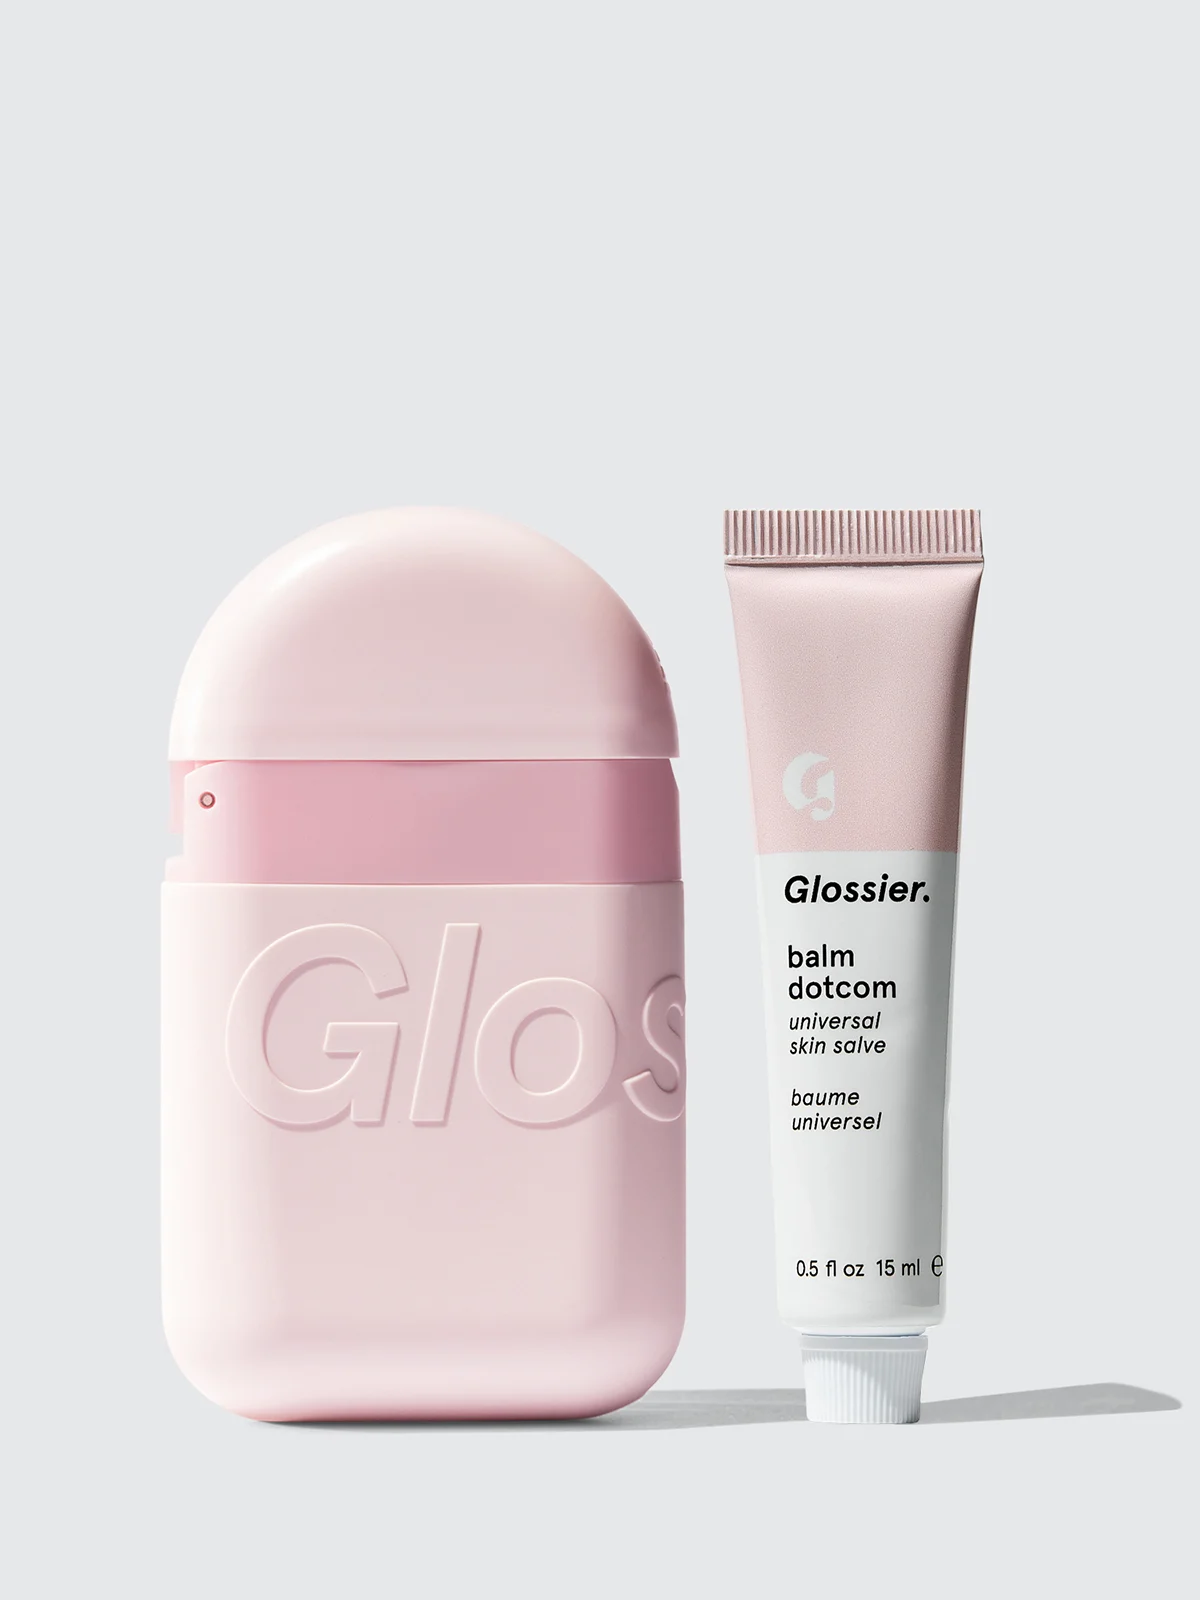 Glos
G
Glossier.
balm
dotcom
universal
skin salve
baume
universel
0.5 fl oz 15 ml ℮